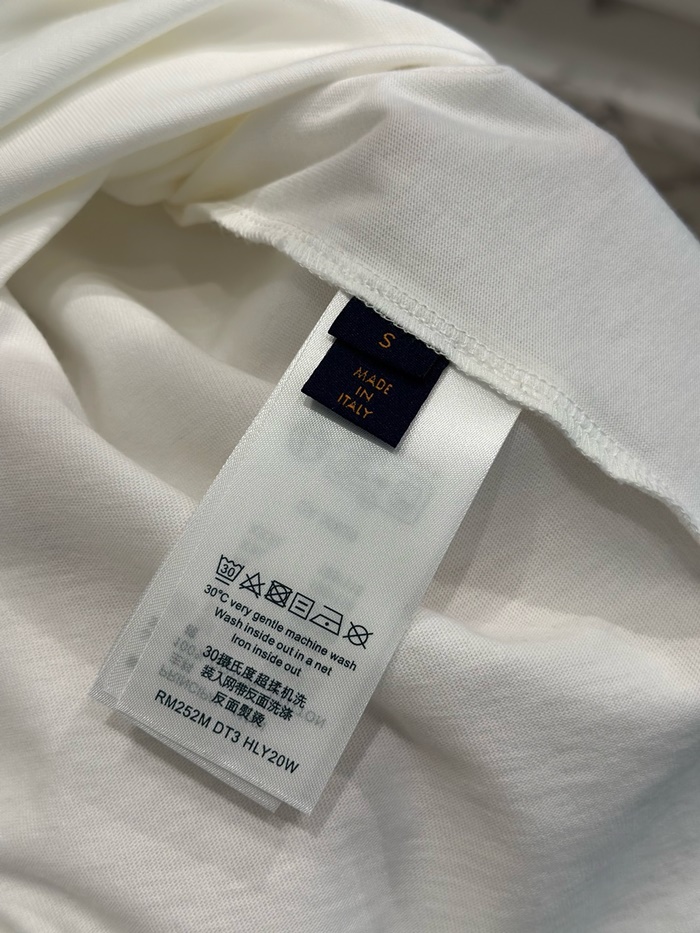 S
MADE
IN
ITALY
30
30°C very gentle machine wash
Wash inside out in a net
Iron inside out
30摄氏度超揉机洗
装入网带反面洗涤
反面熨烫
RM252M DT3 HLY20W